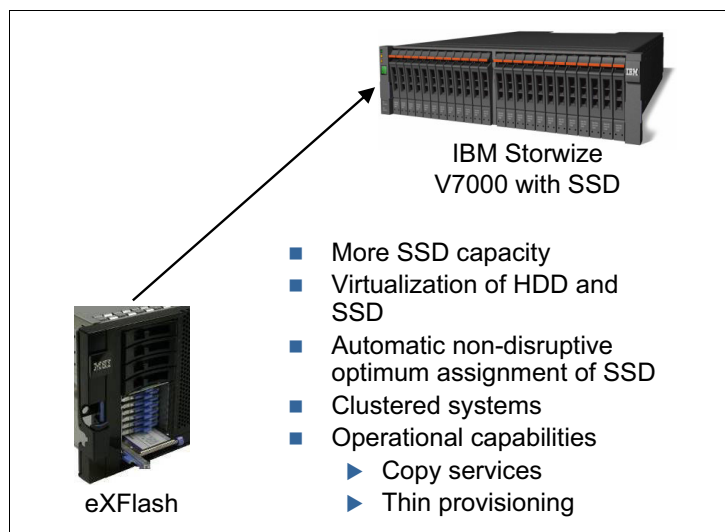 IBM
IBM Storwize
V7000 with SSD
More SSD capacity
Virtualization of HDD and
SSD
Automatic non-disruptive
optimum assignment of SSD
Clustered systems
Operational capabilities
Copy services
Thin provisioning
eXFlash